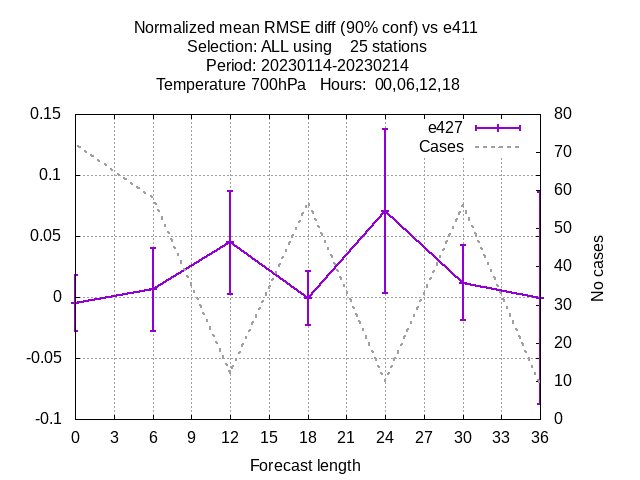 Normalized mean RMSE diff (90% conf) vs e411
Selection: ALL using    25 stations
Period: 20230114-20230214
Temperature 700hPa   Hours:  00,06,12,18
0.15
0.1
0.05
0
-0.05
-0.1
80
70
60
50
40
30
20
10
0
e427
Cases
No cases
0 3 6 9 12 15 18 21 24 27 30 33 36
Forecast length